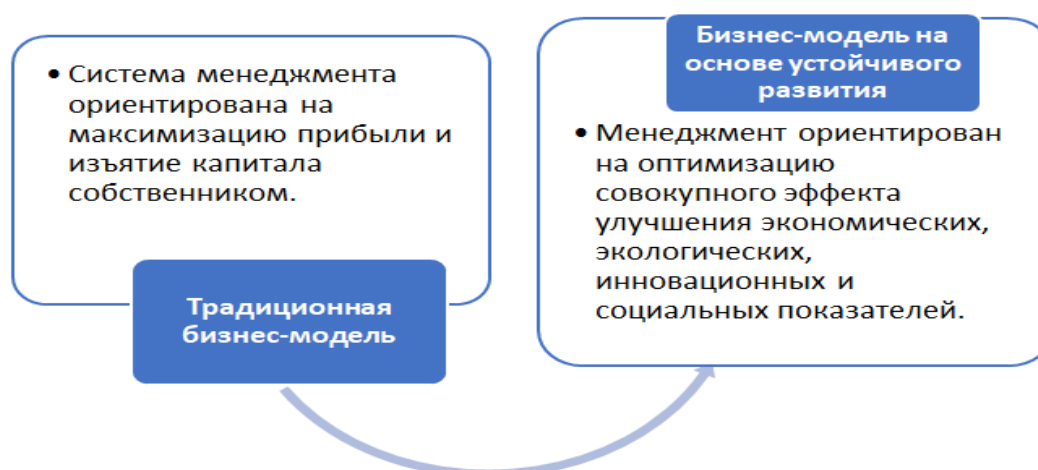 • Система менеджмента
ориентирована на
максимизацию прибыли и
изъятие капитала
собственником.
Традиционная
бизнес-модель
Бизнес-модель на
основе устойчивого
развития
• Менеджмент ориентирован
на оптимизацию
совокупного эффекта
улучшения экономических,
экологических,
инновационных и
социальных показателей.